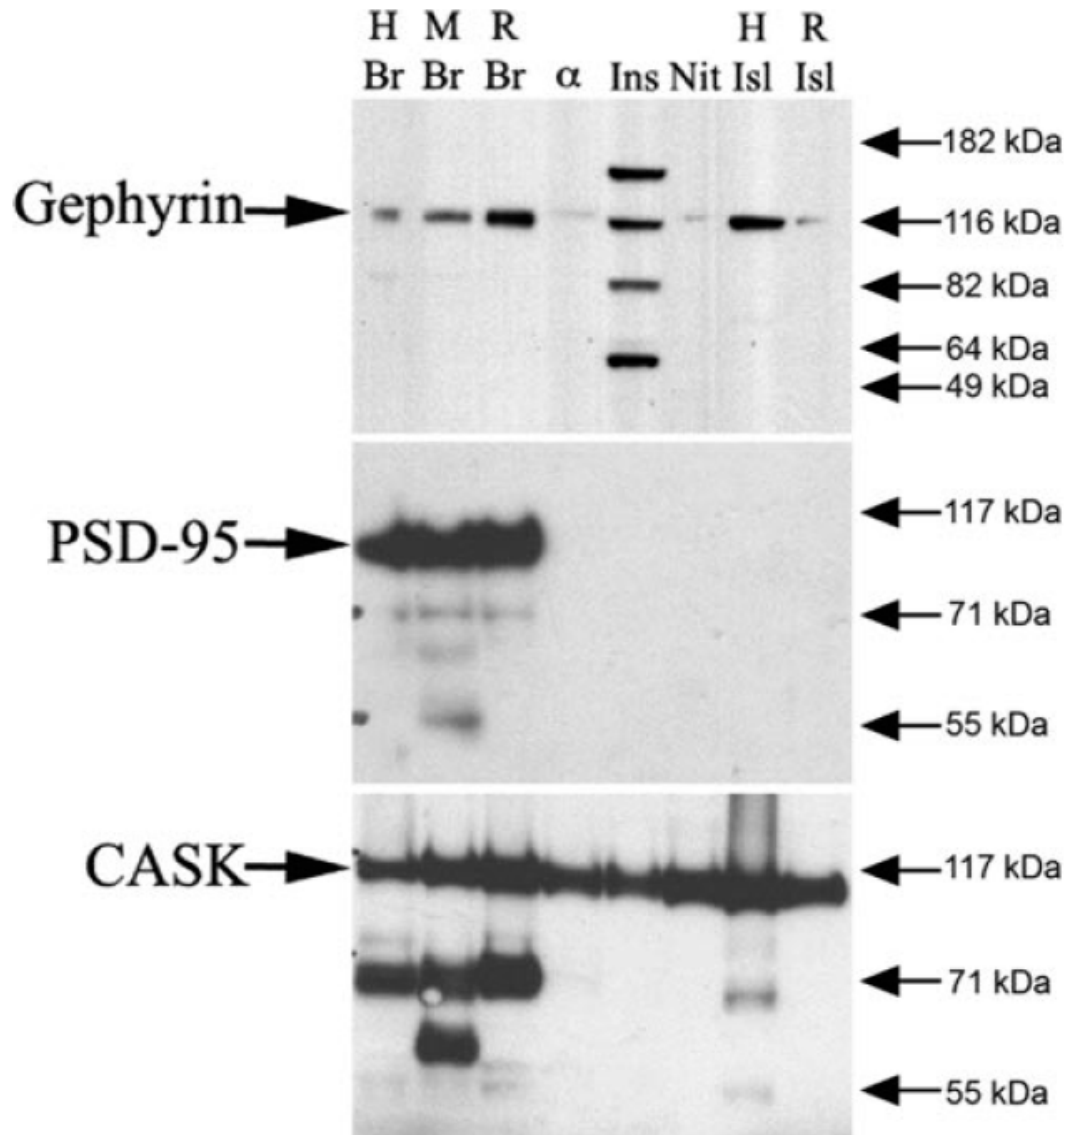 H M R H R
Br Br Br α Ins Nit Isl Isl
182 kDa
Gephyrin 116 kDa
82 kDa
64 kDa
49 kDa
117 kDa
PSD-95
71 kDa
55 kDa
CASK 117 kDa
71 kDa
55 kDa